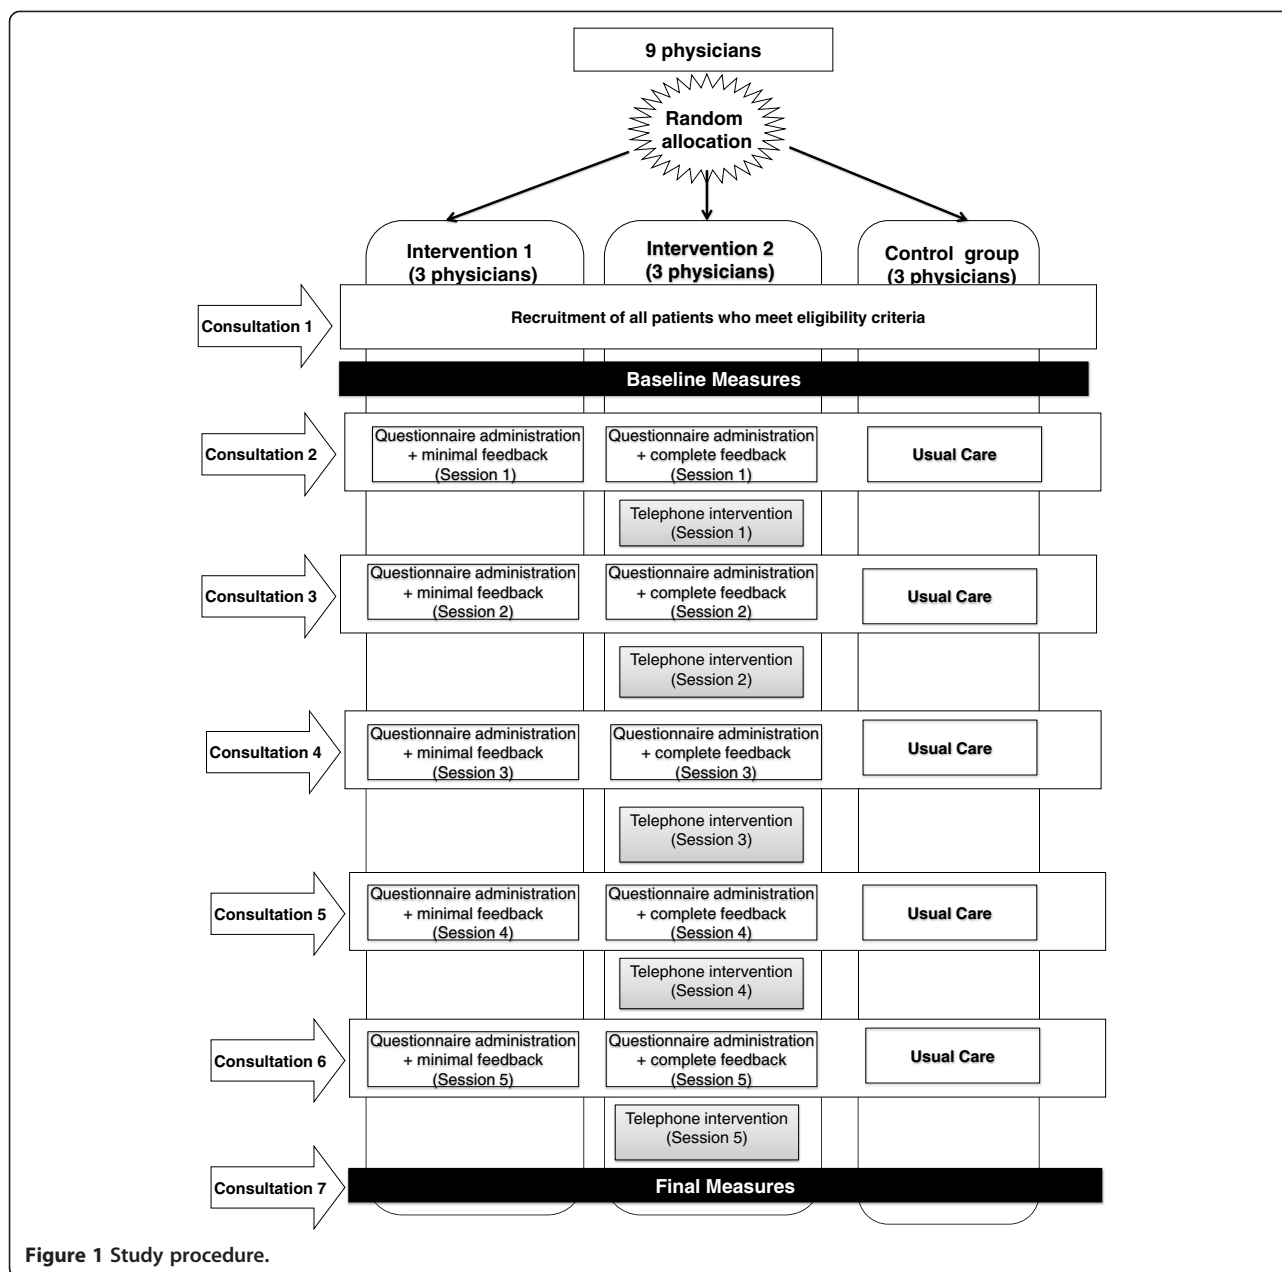 9 physicians
Random
allocation
Intervention 1
(3 physicians)
Intervention 2
(3 physicians)
Control group
(3 physicians)
Consultation 1
Recruitment of all patients who meet eligibility criteria
Baseline Measures
Consultation 2
Questionnaire administration
+ minimal feedback
(Session 1)
Questionnaire administration
+ complete feedback
(Session 1)
Usual Care
Telephone intervention
(Session 1)
Consultation 3
Questionnaire administration
+ minimal feedback
(Session 2)
Questionnaire administration
+ complete feedback
(Session 2)
Usual Care
Telephone intervention
(Session 2)
Consultation 4
Questionnaire administration
+ minimal feedback
(Session 3)
Questionnaire administration
+ complete feedback
(Session 3)
Usual Care
Telephone intervention
(Session 3)
Consultation 5
Questionnaire administration
+ minimal feedback
(Session 4)
Questionnaire administration
+ complete feedback
(Session 4)
Usual Care
Telephone intervention
(Session 4)
Consultation 6
Questionnaire administration
+ minimal feedback
(Session 5)
Questionnaire administration
+ complete feedback
(Session 5)
Usual Care
Telephone intervention
(Session 5)
Consultation 7
Final Measures
Figure 1 Study procedure.